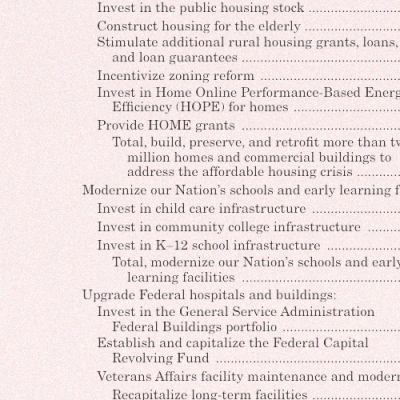 Invest in the public housing stock ........................
Construct housing for the elderly .........................
Stimulate additional rural housing grants, loans,
and loan guarantees ........................................
Incentivize zoning reform ...................................
Invest in Home Online Performance-Based Energ
Efficiency (HOPE) for homes ...........................
Provide HOME grants ........................................
Total, build, preserve, and retrofit more than tw
million homes and commercial buildings to
address the affordable housing crisis ...........
Modernize our Nation's schools and early learning f
Invest in child care infrastructure ......................
Invest in community college infrastructure ........
Invest in K–12 school infrastructure ...................
Total, modernize our Nation's schools and early
learning facilities ........................................
Upgrade Federal hospitals and buildings:
Invest in the General Service Administration
Federal Buildings portfolio .............................
Establish and capitalize the Federal Capital
Revolving Fund ..............................................
Veterans Affairs facility maintenance and modern
Recapitalize long-term facilities ......................